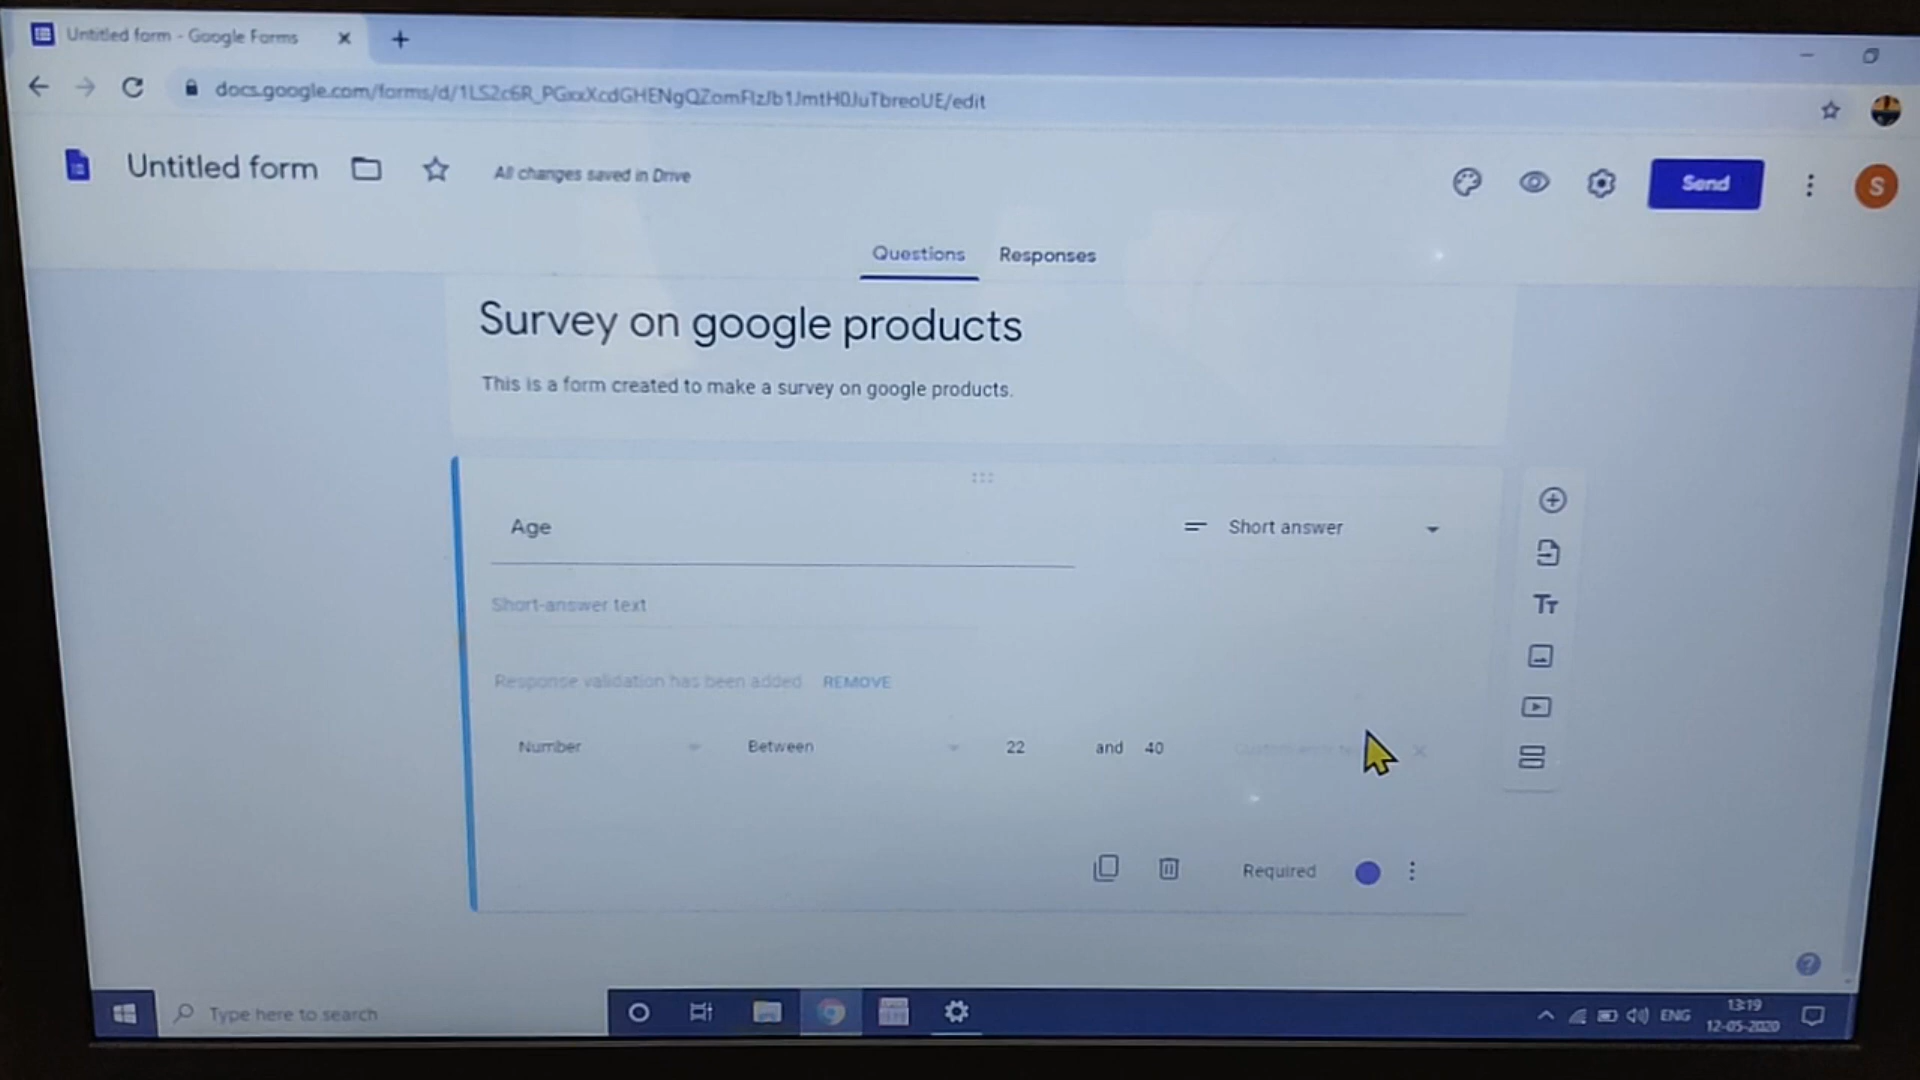 Untitled form - Google Forms
Untitled form
All changes saved in Drive
Send
S
Questions
Responses
Survey on google products
This is a form created to make a survey on google products.
Age
Short answer
Short-answer text
Response validation has been added
REMOVE
Number
Between
22
and
40
Required
Type here to search
ENG
13:19
12-05-2020